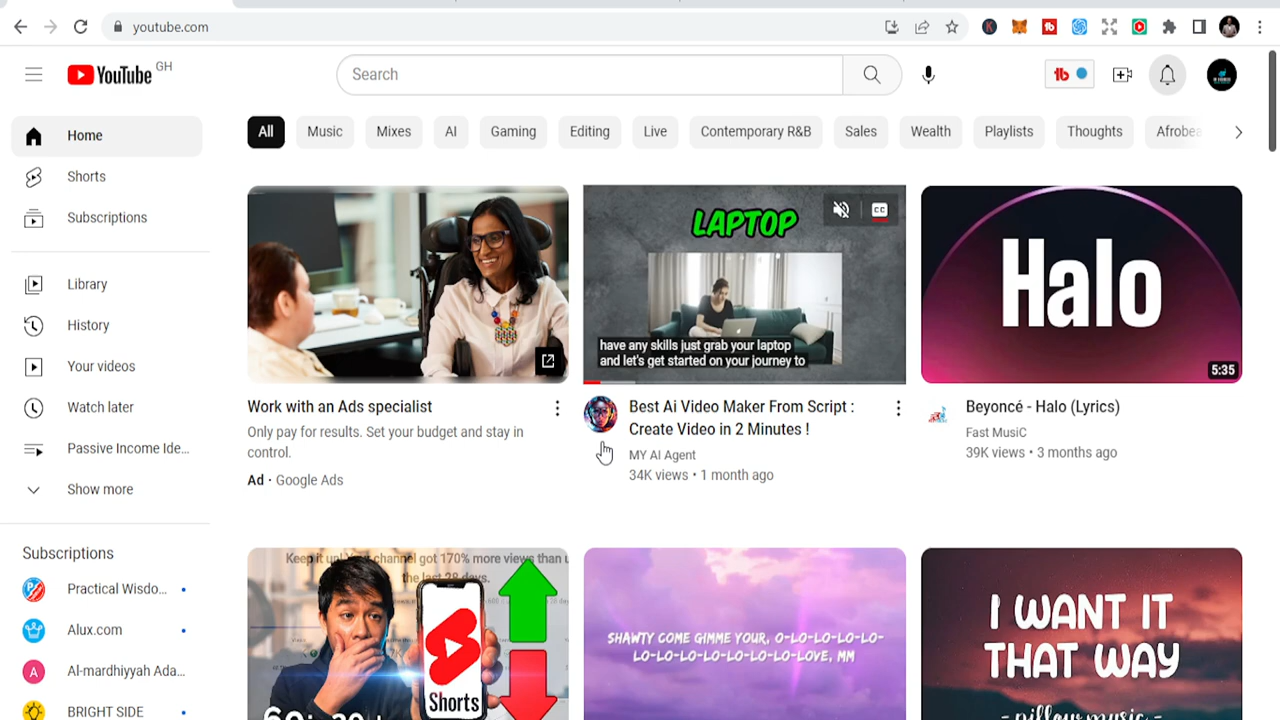 youtube.com
YouTube GH
Search
All
Music
Mixes
AI
Gaming
Editing
Live
Contemporary R&B
Sales
Wealth
Playlists
Thoughts
Afrobea
Home
Shorts
Subscriptions
Library
History
Your videos
Watch later
Passive Income Ide...
Show more
Subscriptions
Practical Wisdo...
Alux.com
Al-mardhiyyah Ada...
BRIGHT SIDE
Work with an Ads specialist
Only pay for results. Set your budget and stay in
control.
Ad · Google Ads
LAPTOP
CC
have any skills just grab your laptop
and let's get started on your journey to
Best Ai Video Maker From Script :
Create Video in 2 Minutes !
MY AI Agent
34K views • 1 month ago
Halo
5:35
Beyoncé - Halo (Lyrics)
Fast MusiC
39K views • 3 months ago
channel got 170% more views than u
the last 28 days.
Shorts
SHAWTY COME GIMME YOUR, O-LO-LO-LO-LO-
LO-LO-LO-LO-LO-LO-LO-LOVE, MM
I WANT IT
THAT WAY
- pillow music -